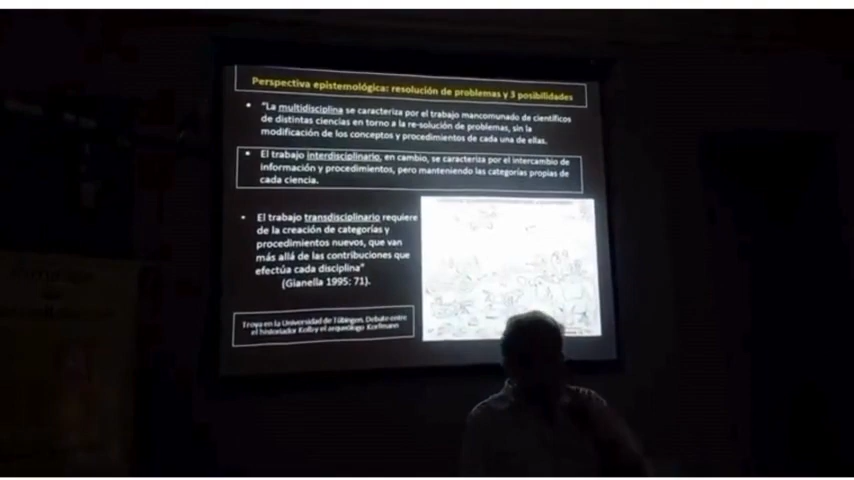 Perspectiva epistemológica: resolución de problemas y 3 posibilidades
• "La multidisciplina se caracteriza por el trabajo mancomunado de científicos
de distintas ciencias en torno a la re-solución de problemas, sin la
modificación de los conceptos y procedimientos de cada una de ellas.
• El trabajo interdisciplinario, en cambio, se caracteriza por el intercambio de
información y procedimientos, pero manteniendo las categorías propias de
cada ciencia.
• El trabajo transdisciplinario requiere
de la creación de categorías y
procedimientos nuevos, que van
más allá de las contribuciones que
efectúa cada disciplina"
(Gianella 1995: 71).
Troya en la Universidad de Tübingen. Debate entre
el historiador Kolb y el arqueólogo Korfmann